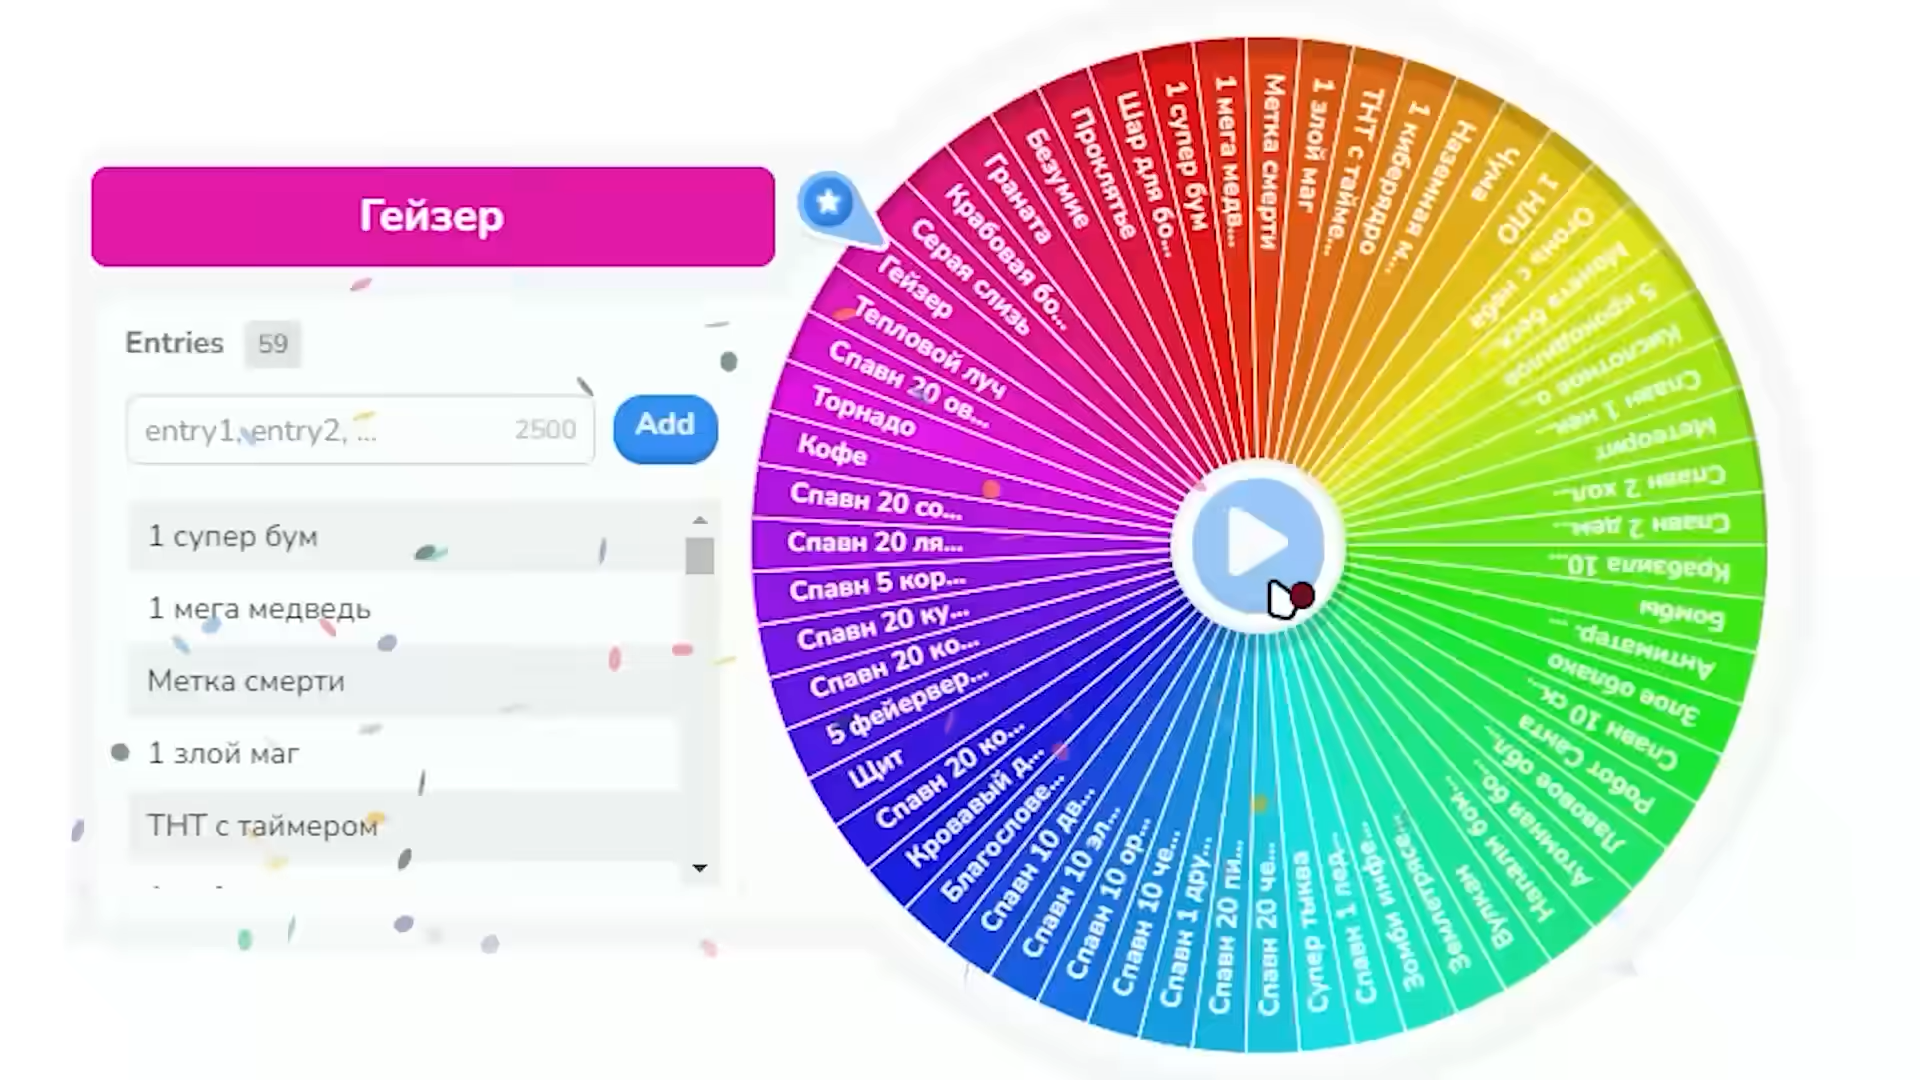 Гейзер
Entries 59
entry1, entry2, ... 2500
Add
1 супер бум
1 мега медведь
Метка смерти
1 злой маг
ТНТ с таймером
Метка смерти
1 злой маг
ТНТ с тайме...
1 киберядро
Наземная м...
Чума
1 НЛО
Огонь с неба
Монета беск...
5 крокодилов
Кислотное о...
Спавн 1 нек...
Метеорит
Спавн 2 хол...
Спавн 2 дем...
Крабзила 10...
Бомбы
Антиматер. ...
Злое облако
Спавн 10 ск...
Робот Санта
Лавовое обл...
Атомная бо...
Напалм бом...
Вулкан
Землетрясе...
Зомби инфе...
Спавн 1 лед...
Супер тыква
Спавн 20 че...
Спавн 20 пи...
Спавн 1 дру...
Спавн 10 че...
Спавн 10 ор...
Спавн 10 эл...
Спавн 10 дв...
Благослове...
Кровавый д...
Спавн 20 ко...
Щит
5 фейервер...
Спавн 20 ко...
Спавн 20 ку...
Спавн 5 кор...
Спавн 20 ля...
Спавн 20 со...
Кофе
Торнадо
Спавн 20 ов...
Тепловой луч
Гейзер
Серая слизь
Крабовая бо...
Граната
Безумие
Проклятье
Шар для бо...
1 супер бум
1 мега медв...